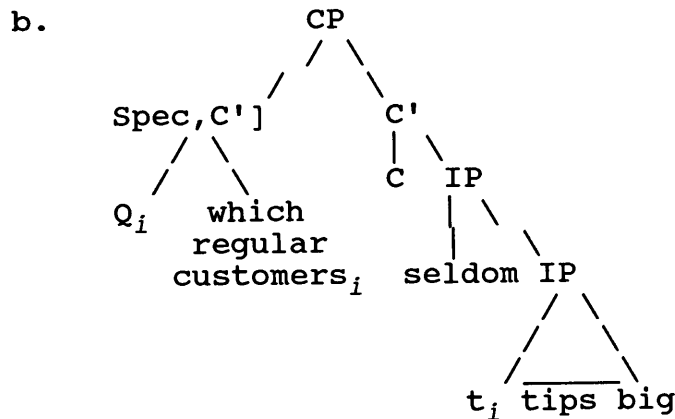 b. CP
Spec,C'] C'
C IP
Qi which
regular
customersi seldom IP
ti tips big